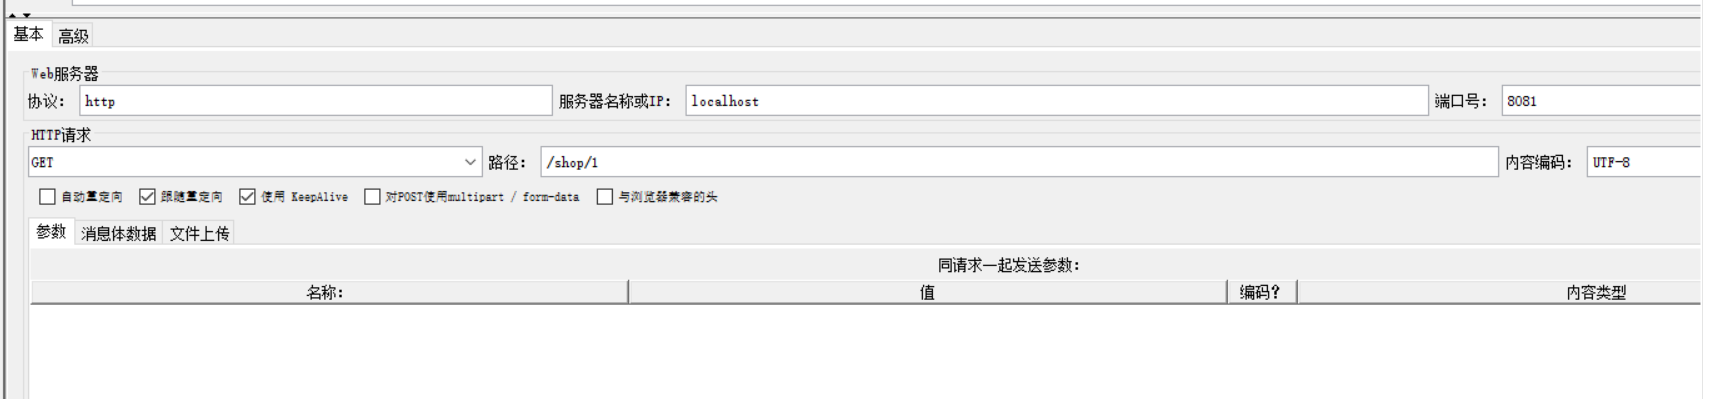 基本 高级
Web服务器
协议: http 服务器名称或IP: localhost 端口号: 8081
HTTP请求
GET 路径: /shop/1 内容编码: UTF-8
自动重定向 跟随重定向 使用 KeepAlive 对POST使用multipart / form-data 与浏览器兼容的头
参数 消息体数据 文件上传
同请求一起发送参数:
名称: 值 编码? 内容类型